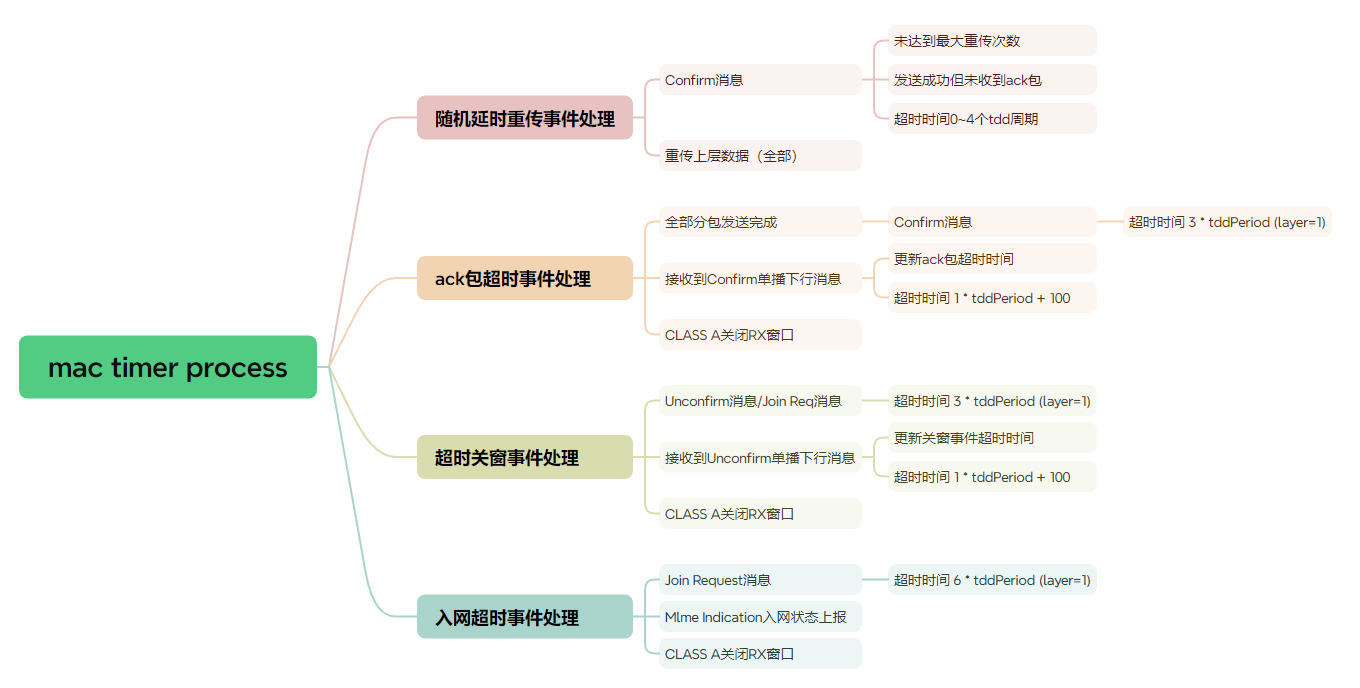 mac timer process
随机延时重传事件处理
Confirm消息
未达到最大重传次数
发送成功但未收到ack包
超时时间0~4个tdd周期
重传上层数据（全部）
ack包超时事件处理
全部分包发送完成
Confirm消息
超时时间 3 * tddPeriod (layer=1)
接收到Confirm单播下行消息
更新ack包超时时间
超时时间 1 * tddPeriod + 100
CLASS A关闭RX窗口
超时关窗事件处理
Unconfirm消息/Join Req消息
超时时间 3 * tddPeriod (layer=1)
接收到Unconfirm单播下行消息
更新关窗事件超时时间
超时时间 1 * tddPeriod + 100
CLASS A关闭RX窗口
入网超时事件处理
Join Request消息
超时时间 6 * tddPeriod (layer=1)
Mlme Indication入网状态上报
CLASS A关闭RX窗口